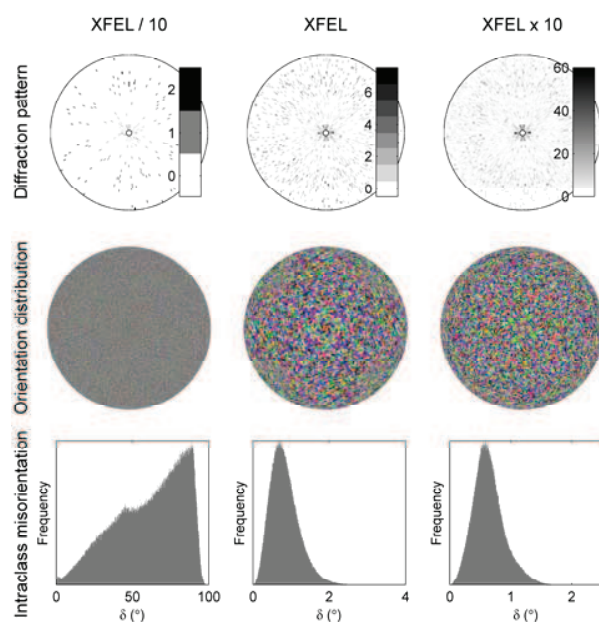 XFEL / 10
XFEL
XFEL x 10
Diffraction pattern
2
1
0
6
4
2
0
60
40
20
0
Orientation distribution
Intraclass misorientation
Frequency
0 50 100
δ (°)
Frequency
0 2 4
δ (°)
Frequency
0 1 2
δ (°)